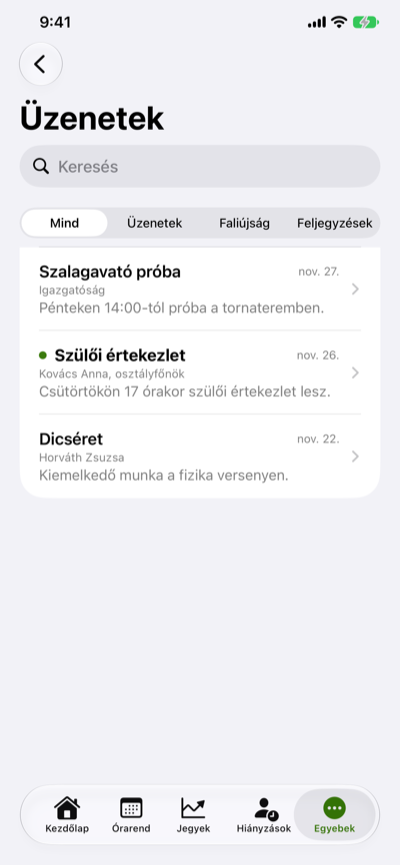 9:41
Üzenetek
Keresés
Mind Üzenetek Faliújság Feljegyzések
Szalagavató próba nov. 27.
Igazgatóság
Pénteken 14:00-tól próba a tornateremben.
Szülői értekezlet nov. 26.
Kovács Anna, osztályfőnök
Csütörtökön 17 órakor szülői értekezlet lesz.
Dicséret nov. 22.
Horváth Zsuzsa
Kiemelkedő munka a fizika versenyen.
Kezdőlap Órarend Jegyek Hiányzások Egyebek